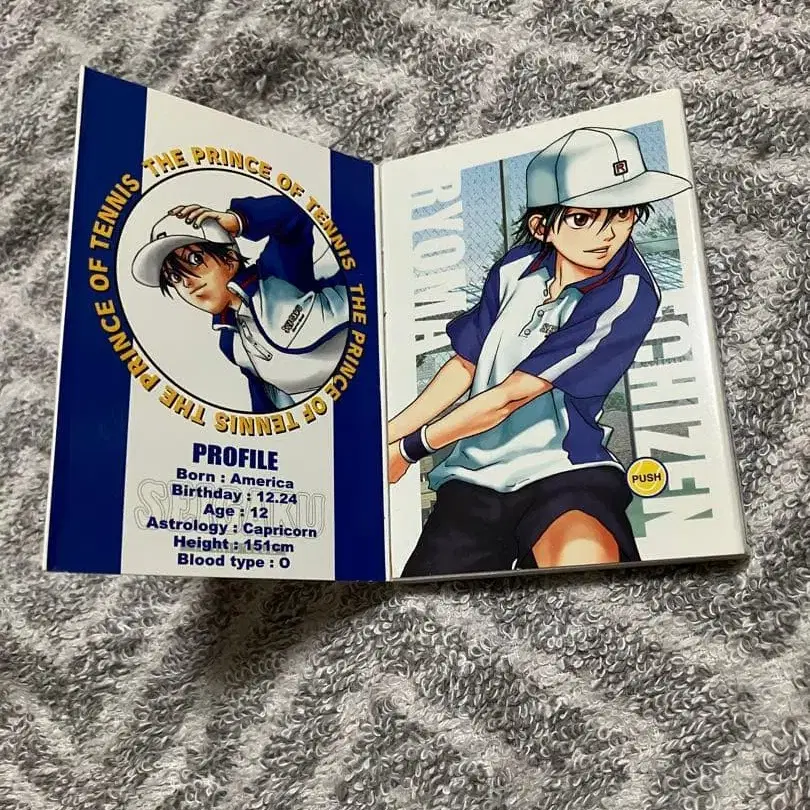 THE PRINCE OF TENNIS THE PRINCE OF TENNIS THE PRINCE OF TENNIS
PROFILE
SEIGAKU
Born : America
Birthday : 12.24
Age : 12
Astrology : Capricorn
Height : 151cm
Blood type : O
RYOMA
ECHIZEN
R
PUSH